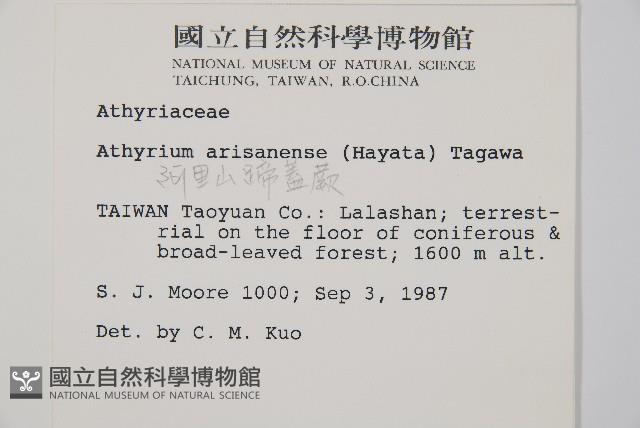 國立自然科學博物館
NATIONAL MUSEUM OF NATURAL SCIENCE
TAICHUNG, TAIWAN, R.O.CHINA
Athyriaceae
Athyrium arisanense (Hayata) Tagawa
阿里山蹄蓋蕨
TAIWAN Taoyuan Co.: Lalashan; terrest-
rial on the floor of coniferous &
broad-leaved forest; 1600 m alt.
S. J. Moore 1000; Sep 3, 1987
Det. by C. M. Kuo
國立自然科學博物館
NATIONAL MUSEUM OF NATURAL SCIENCE